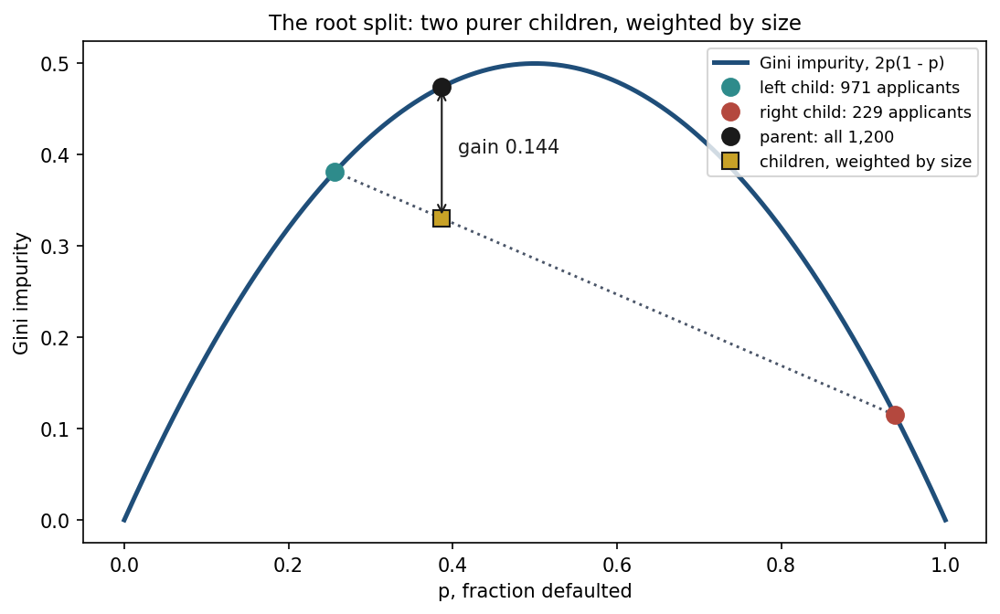 The root split: two purer children, weighted by size
Gini impurity, 2p(1 - p)
left child: 971 applicants
right child: 229 applicants
parent: all 1,200
children, weighted by size
gain 0.144
Gini impurity
0.5
0.4
0.3
0.2
0.1
0.0
0.0
0.2
0.4
0.6
0.8
1.0
p, fraction defaulted